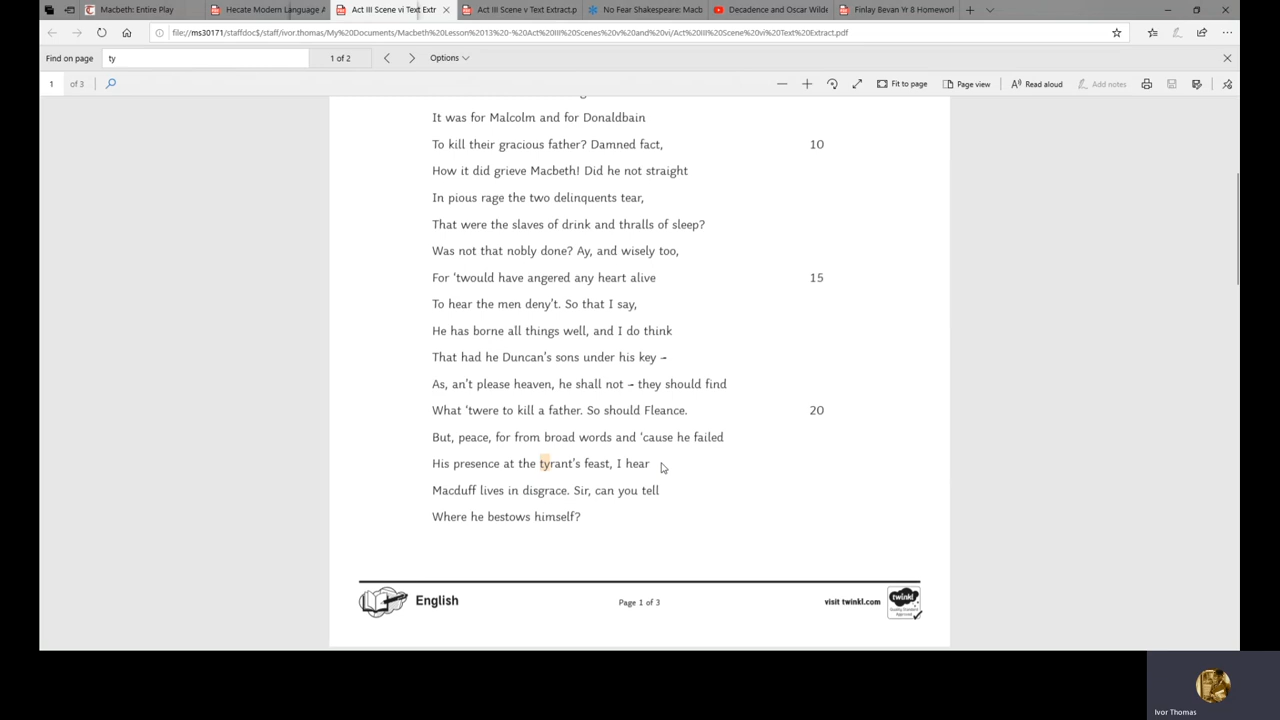 Macbeth: Entire Play
Hecate Modern Language A
Act III Scene vi Text Extr
Act III Scene v Text Extract.p
No Fear Shakespeare: Macb
Decadence and Oscar Wilde
Finlay Bevan Yr 8 Homeworl
file://ms30171/staffdoc$/staff/ivor.thomas/My%20Documents/Macbeth%20Lesson%2013%20-%20Act%20III%20Scenes%20v%20and%20vi/Act%20III%20Scene%20vi%20Text%20Extract.pdf
Find on page
ty
1 of 2
Options
1 of 3
Fit to page
Page view
Read aloud
Add notes
It was for Malcolm and for Donaldbain
To kill their gracious father? Damned fact, 10
How it did grieve Macbeth! Did he not straight
In pious rage the two delinquents tear,
That were the slaves of drink and thralls of sleep?
Was not that nobly done? Ay, and wisely too,
For 'twould have angered any heart alive 15
To hear the men deny't. So that I say,
He has borne all things well, and I do think
That had he Duncan's sons under his key –
As, an't please heaven, he shall not – they should find
What 'twere to kill a father. So should Fleance. 20
But, peace, for from broad words and 'cause he failed
His presence at the tyrant's feast, I hear
Macduff lives in disgrace. Sir, can you tell
Where he bestows himself?
English
Page 1 of 3
visit twinkl.com
twinkl
Ivor Thomas